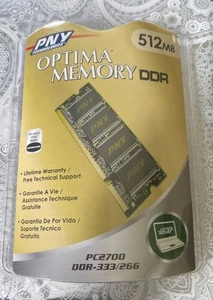 PNY
512MB
OPTIMA
MEMORY DDR
PNY
PNY
• Lifetime Warranty /
Free Technical Support
• Garantie A Vie /
Assistance Technique
Gratuite
• Garantia De Por Vida /
Soporte Tecnico
Gratuito
PC2700
DDR-333/266